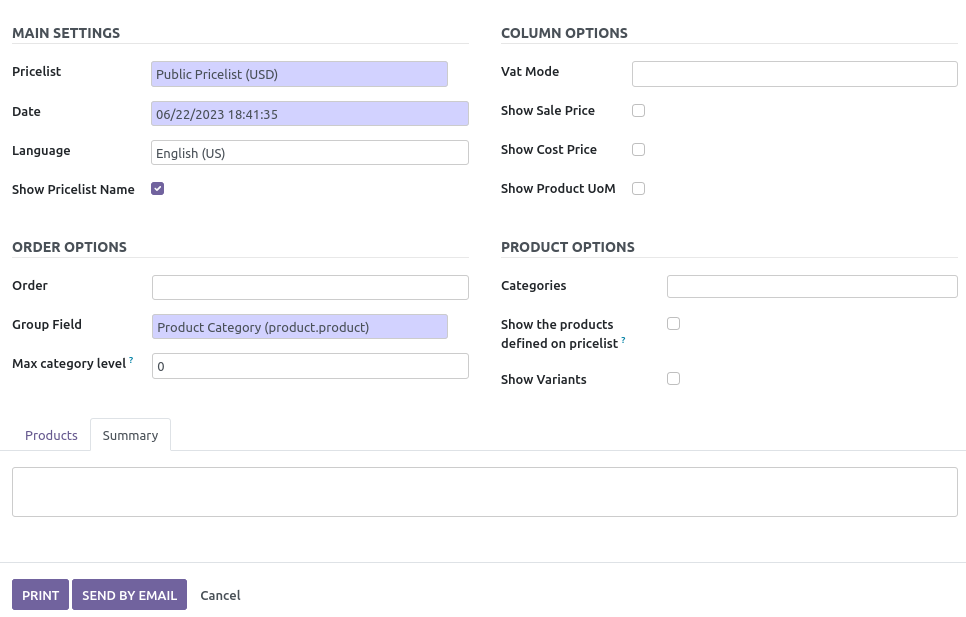 MAIN SETTINGS
Pricelist
Public Pricelist (USD)
Date
06/22/2023 18:41:35
Language
English (US)
Show Pricelist Name
COLUMN OPTIONS
Vat Mode
Show Sale Price
Show Cost Price
Show Product UoM
ORDER OPTIONS
Order
Group Field
Product Category (product.product)
Max category level ?
0
PRODUCT OPTIONS
Categories
Show the products
defined on pricelist ?
Show Variants
Products
Summary
PRINT
SEND BY EMAIL
Cancel